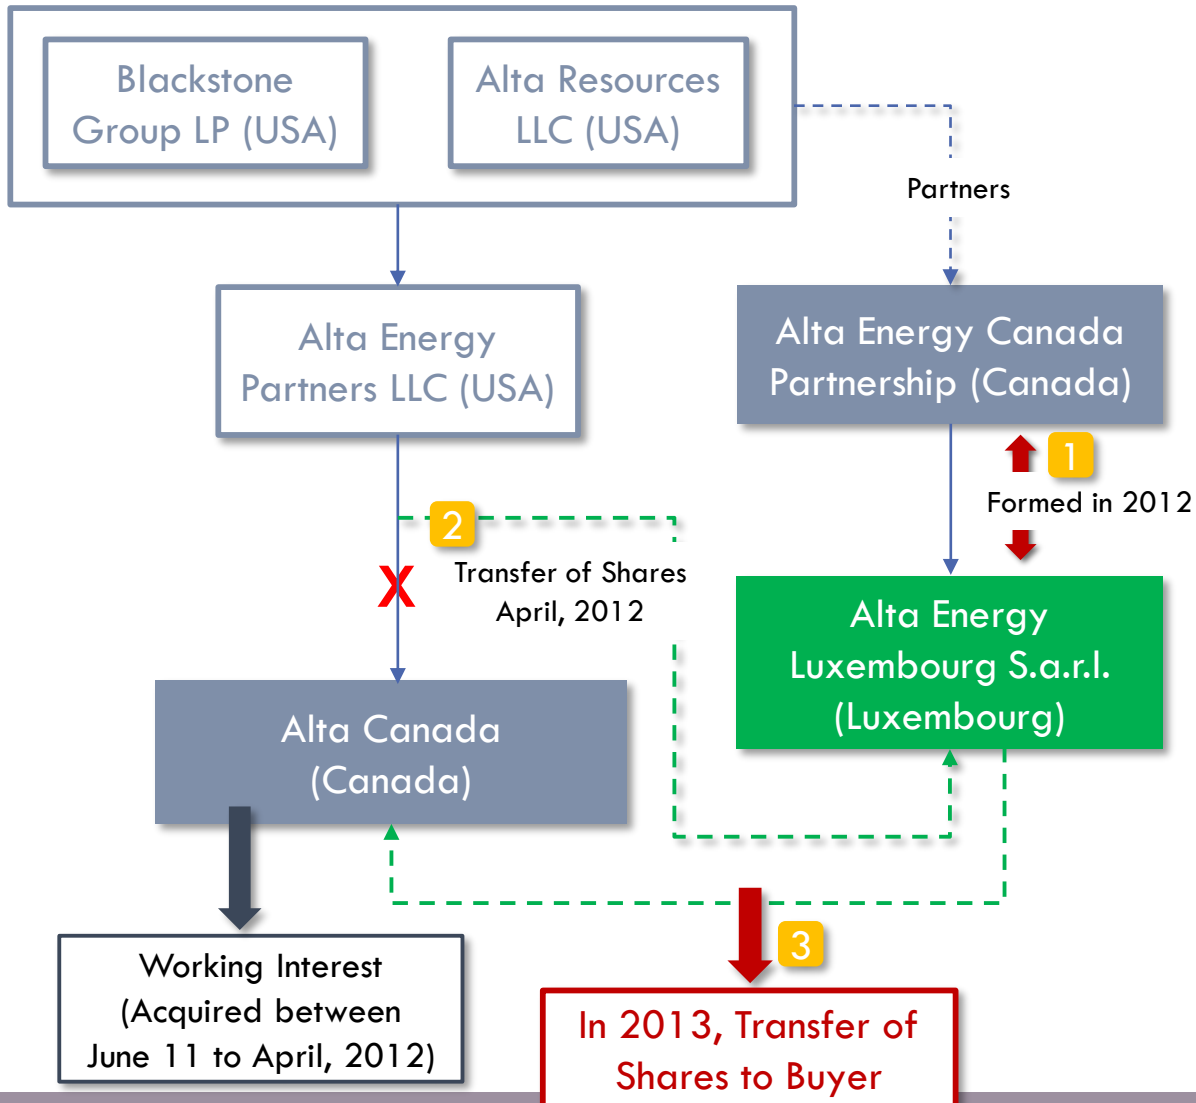 Blackstone
Group LP (USA)
Alta Resources
LLC (USA)
Partners
Alta Energy
Partners LLC (USA)
Alta Energy Canada
Partnership (Canada)
1
Formed in 2012
2
Transfer of Shares
April, 2012
X
Alta Energy
Luxembourg S.a.r.l.
(Luxembourg)
Alta Canada
(Canada)
3
Working Interest
(Acquired between
June 11 to April, 2012)
In 2013, Transfer of
Shares to Buyer